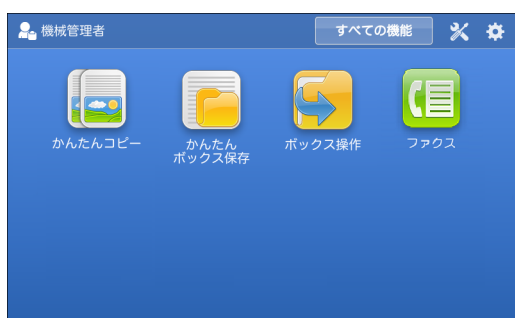 機械管理者
すべての機能
かんたんコピー
かんたん
ボックス保存
ボックス操作
ファクス